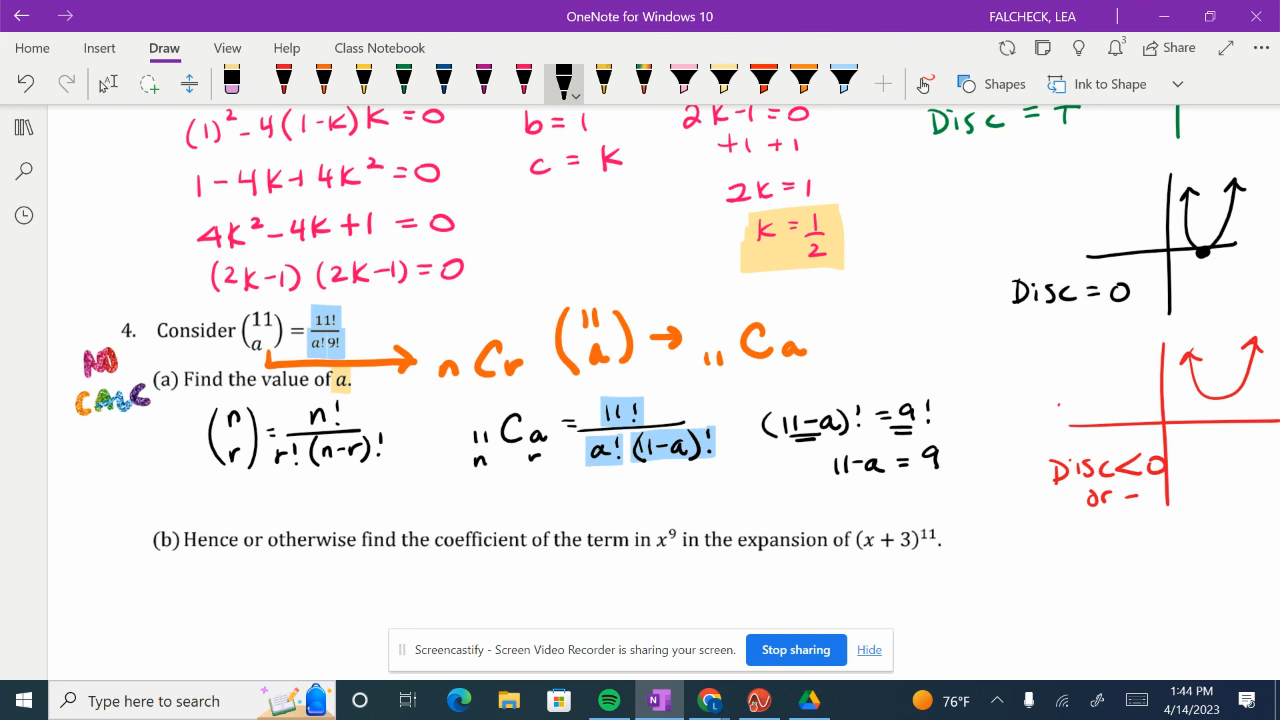 OneNote for Windows 10
FALCHECK, LEA
Home Insert Draw View Help Class Notebook
3
Share
Shapes
Ink to Shape
(1)² - 4(1-k)k = 0
1 - 4k + 4k² = 0
4k² - 4k + 1 = 0
(2k-1) (2k-1) = 0
b = 1
c = k
2k-1 = 0
+1 +1
2k = 1
k = 1/2
Disc = +
Disc = 0
Disc < 0
or -
4. Consider (11 a) = 11!/a! 9!
nCr (11 a) → 11 C a
NO
CALC
(a) Find the value of a.
(n r) = n!/r! (n-r)!
11 C a = 11!/a! (11-a)!
n r
(11-a)! = 9!
11-a = 9
(b) Hence or otherwise find the coefficient of the term in x⁹ in the expansion of (x + 3)¹¹.
Screencastify - Screen Video Recorder is sharing your screen.
Stop sharing
Hide
Type here to search
76°F
1:44 PM
4/14/2023